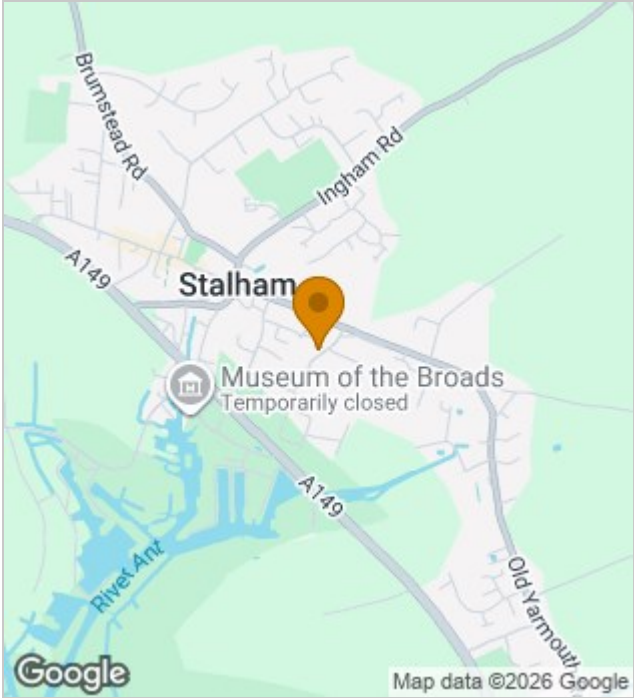 Brumstead Rd
Ingham Rd
A149
Stalham
Museum of the Broads
Temporarily closed
A149
River Ant
Old Yarmouth
Google
Map data ©2026 Google